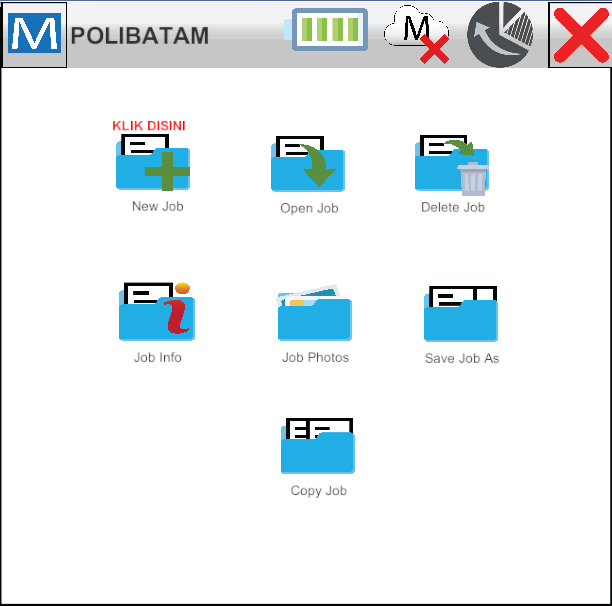 M POLIBATAM
M
KLIK DISINI
New Job
Open Job
Delete Job
Job Info
Job Photos
Save Job As
Copy Job